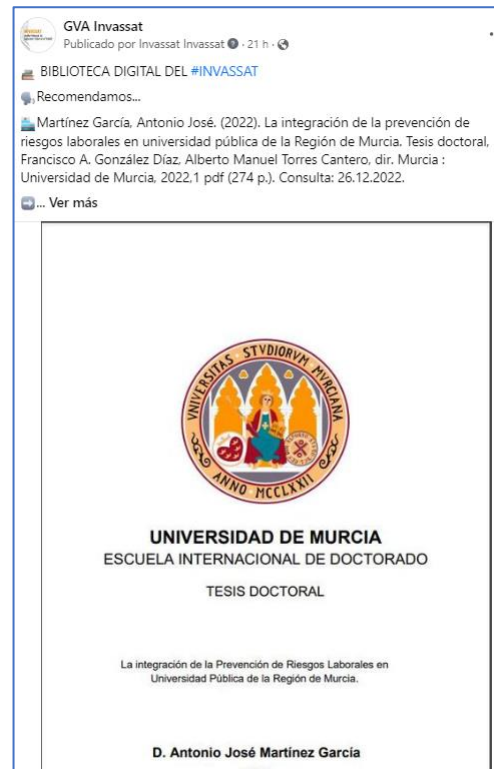 GVA Invassat
Publicado por Invassat Invassat · 21 h ·
BIBLIOTECA DIGITAL DEL #INVASSAT
Recomendamos...
Martínez García, Antonio José. (2022). La integración de la prevención de
riesgos laborales en universidad pública de la Región de Murcia. Tesis doctoral,
Francisco A. González Díaz, Alberto Manuel Torres Cantero, dir. Murcia :
Universidad de Murcia, 2022,1 pdf (274 p.). Consulta: 26.12.2022.
... Ver más
UNIVERSITAS STVDIORVM MVRCIANA
ANNO MCCLXXII
UNIVERSIDAD DE MURCIA
ESCUELA INTERNACIONAL DE DOCTORADO
TESIS DOCTORAL
La integración de la Prevención de Riesgos Laborales en
Universidad Pública de la Región de Murcia.
D. Antonio José Martínez García